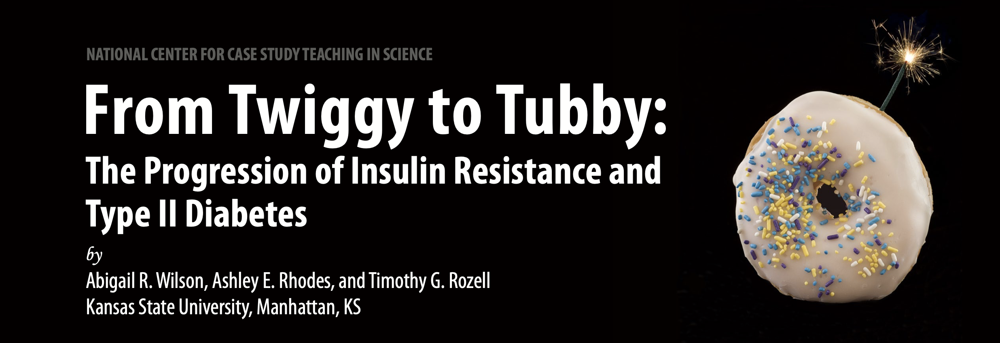 NATIONAL CENTER FOR CASE STUDY TEACHING IN SCIENCE
From Twiggy to Tubby:
The Progression of Insulin Resistance and
Type II Diabetes
by
Abigail R. Wilson, Ashley E. Rhodes, and Timothy G. Rozell
Kansas State University, Manhattan, KS